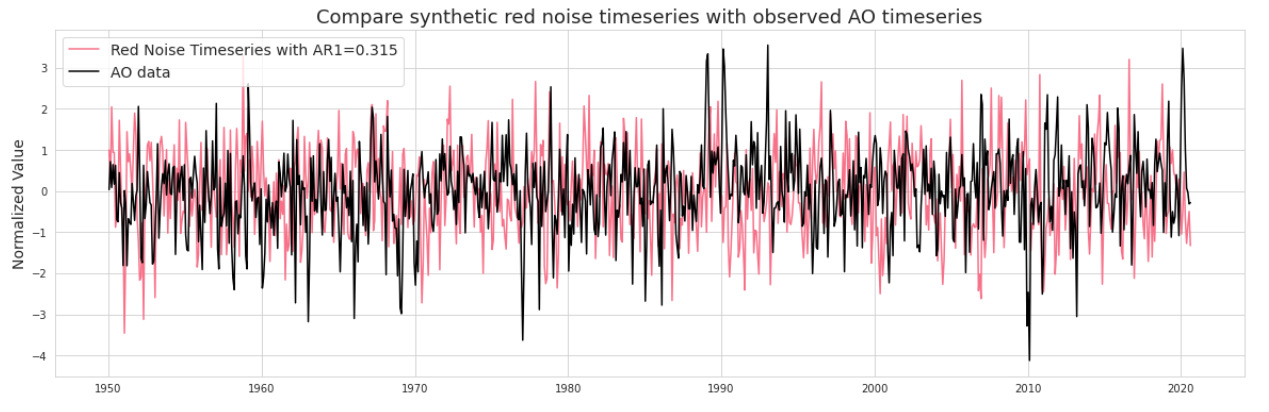 Compare synthetic red noise timeseries with observed AO timeseries
Red Noise Timeseries with AR1=0.315
AO data
Normalized Value
3
2
1
0
−1
−2
−3
−4
1950 1960 1970 1980 1990 2000 2010 2020